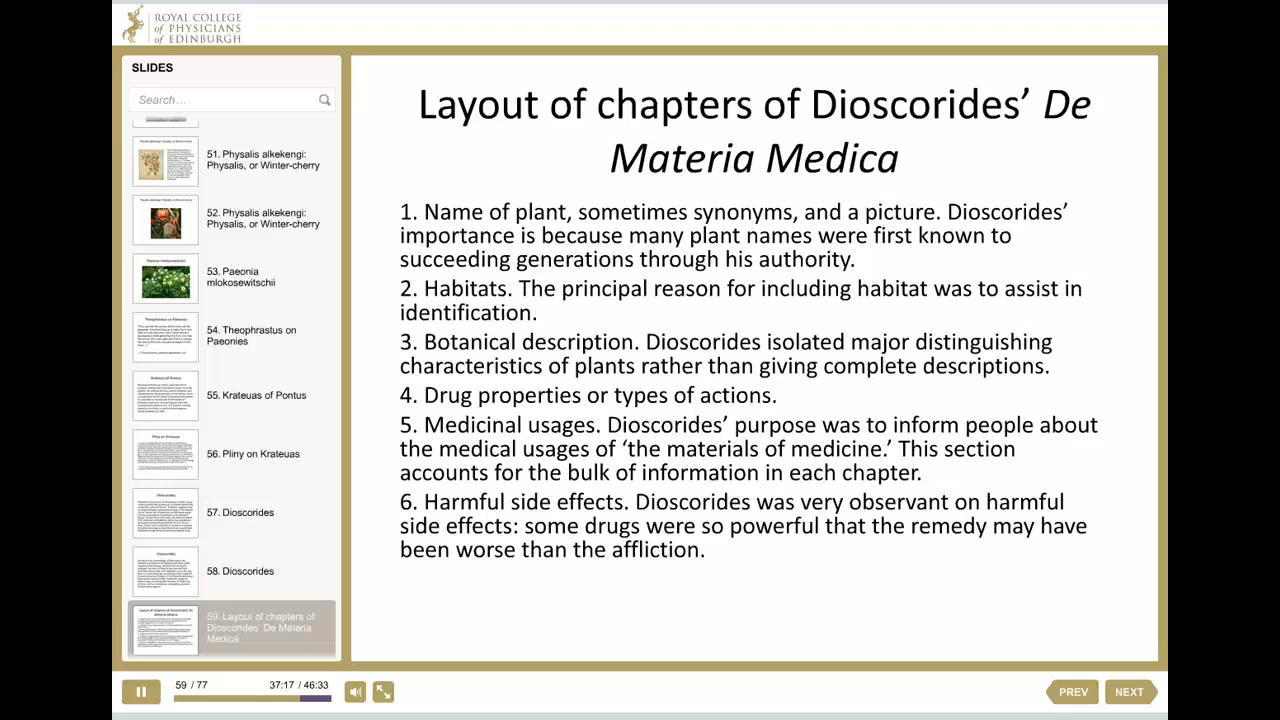 ROYAL COLLEGE
of PHYSICIANS
of EDINBURGH
SLIDES
Search...
51. Physalis alkekengi:
Physalis, or Winter-cherry
52. Physalis alkekengi:
Physalis, or Winter-cherry
53. Paeonia
mlokosewitschii
54. Theophrastus on
Paeonies
55. Krateuas of Pontus
56. Pliny on Krateuas
57. Dioscorides
58. Dioscorides
59. Layout of chapters of
Dioscorides' De Materia
Medica
Layout of chapters of Dioscorides’ De
Materia Medica
1. Name of plant, sometimes synonyms, and a picture. Dioscorides’
importance is because many plant names were first known to
succeeding generations through his authority.
2. Habitats. The principal reason for including habitat was to assist in
identification.
3. Botanical description. Dioscorides isolated major distinguishing
characteristics of plants rather than giving complete descriptions.
4. Drug properties or types of actions.
5. Medicinal usages. Dioscorides’ purpose was to inform people about
the medical usages of ‘the materials of medicine.’ This section
accounts for the bulk of information in each chapter.
6. Harmful side effects. Dioscorides was very observant on harmful
side effects: some drugs were so powerful that the remedy may have
been worse than the affliction.
59 / 77 37:17 / 46:33
PREV NEXT